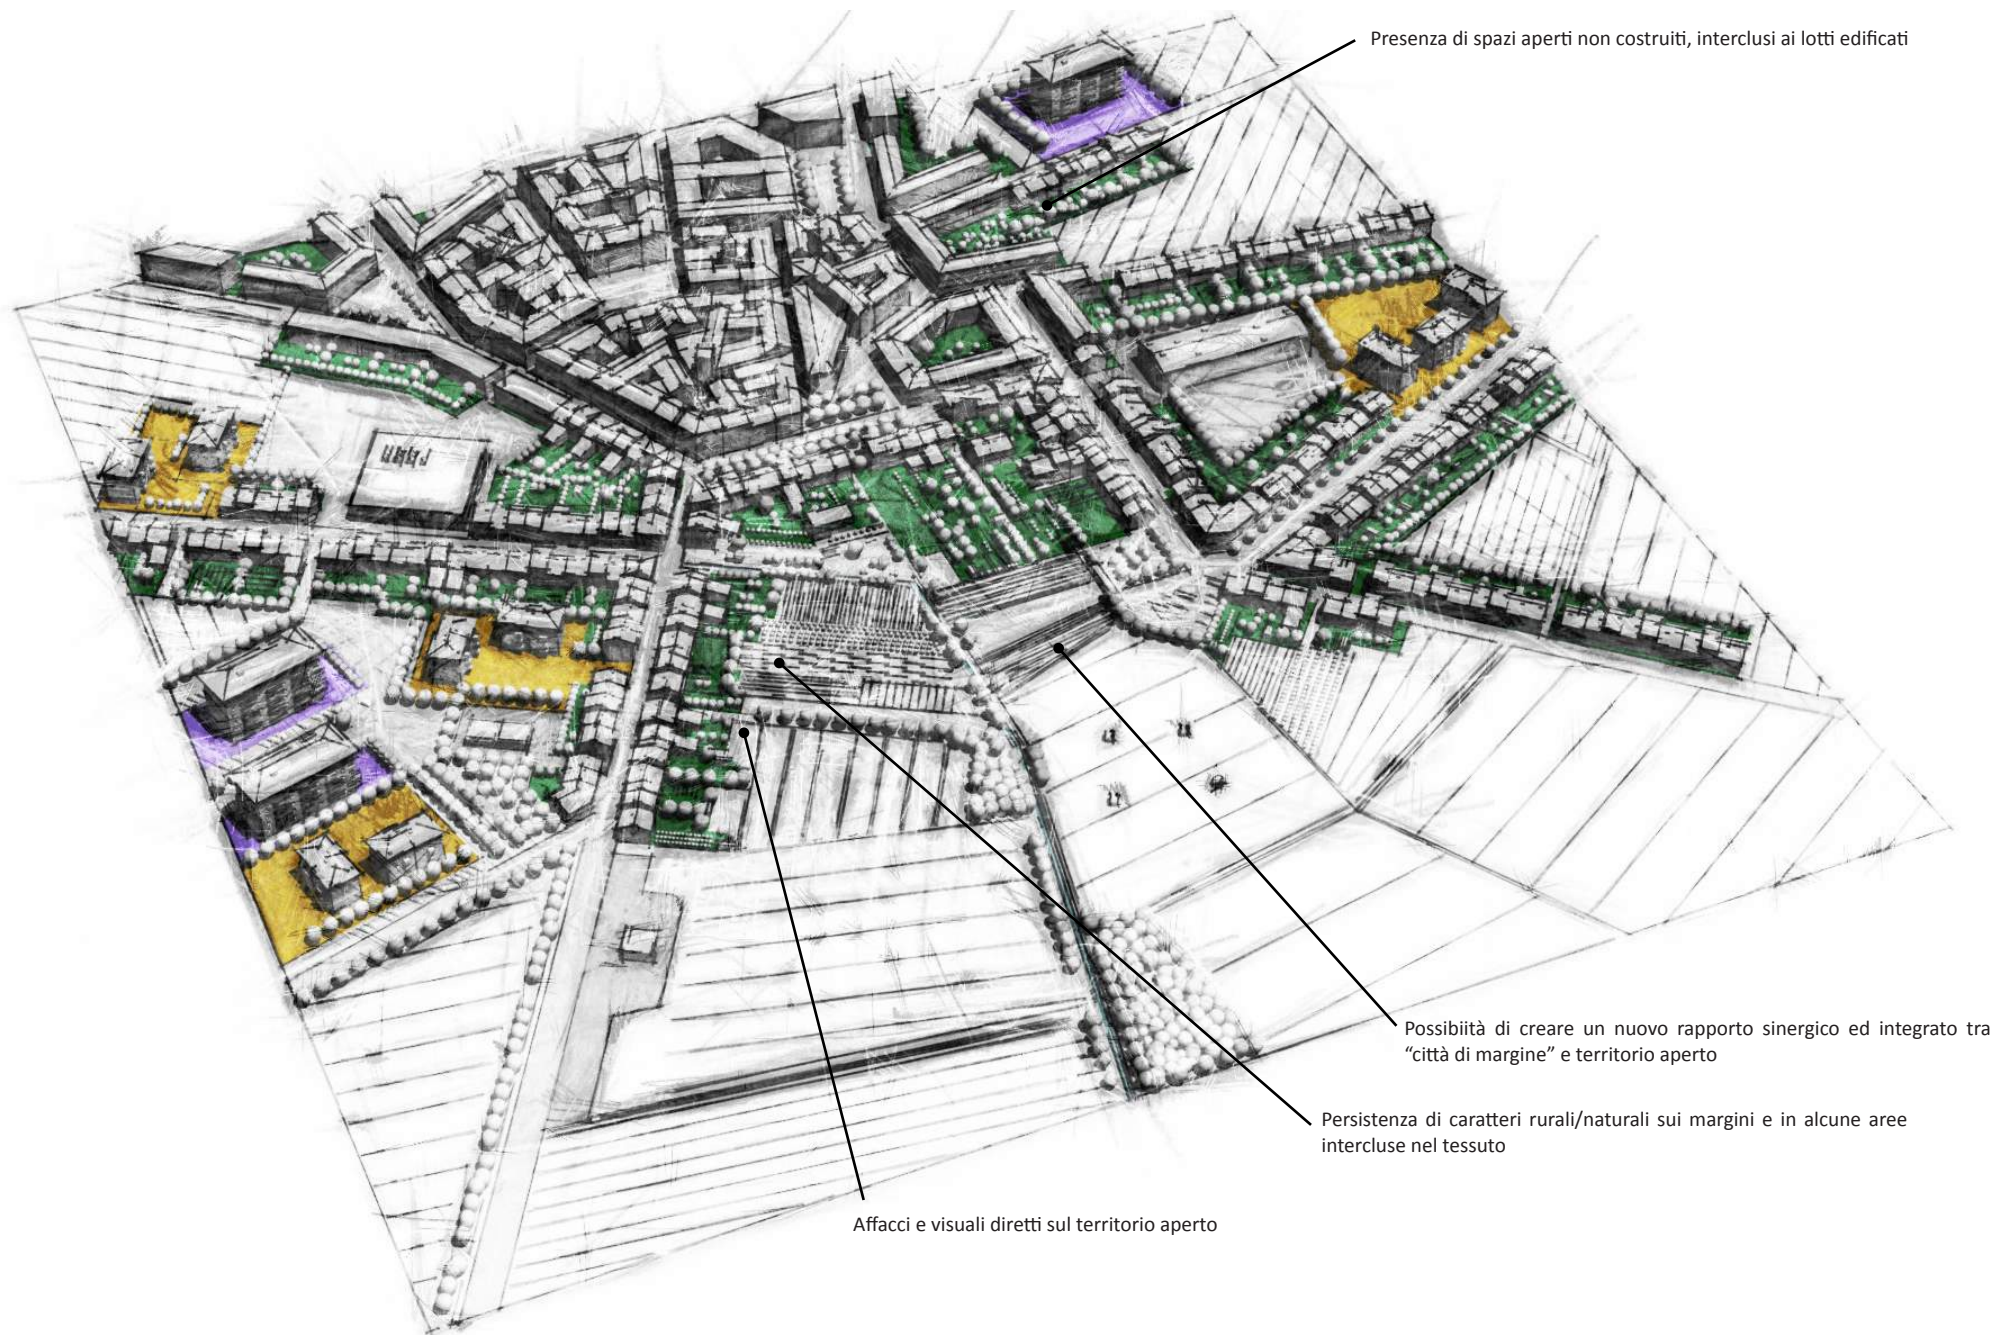 Presenza di spazi aperti non costruiti, interclusi ai lotti edificati
Possibiità di creare un nuovo rapporto sinergico ed integrato tra
“città di margine” e territorio aperto
Persistenza di caratteri rurali/naturali sui margini e in alcune aree
intercluse nel tessuto
Affacci e visuali diretti sul territorio aperto